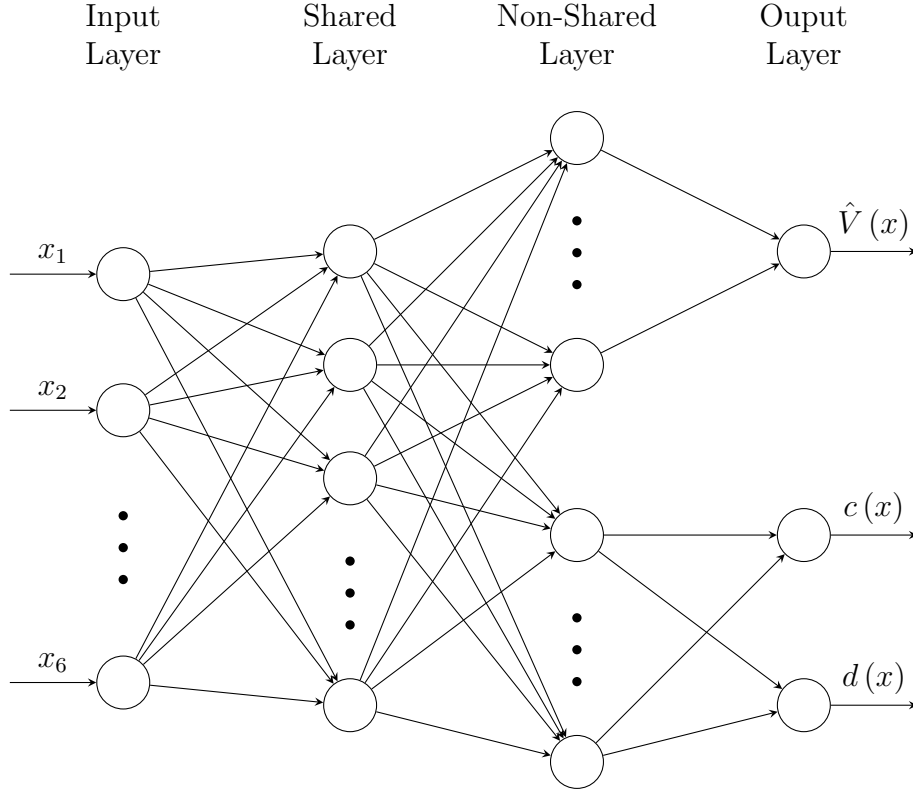 Input
Layer
Shared
Layer
Non-Shared
Layer
Ouput
Layer
x₁
x₂
x₆
V̂ (x)
c (x)
d (x)